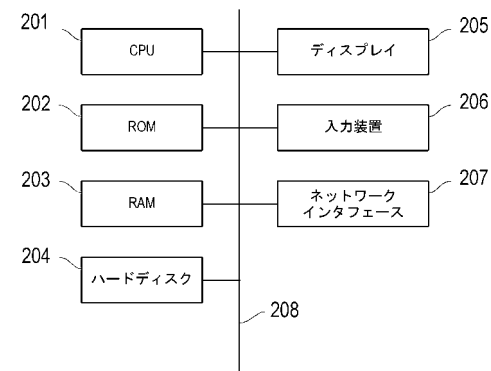 201
CPU
205
ディスプレイ
202
ROM
206
入力装置
203
RAM
207
ネットワーク
インタフェース
204
ハードディスク
208